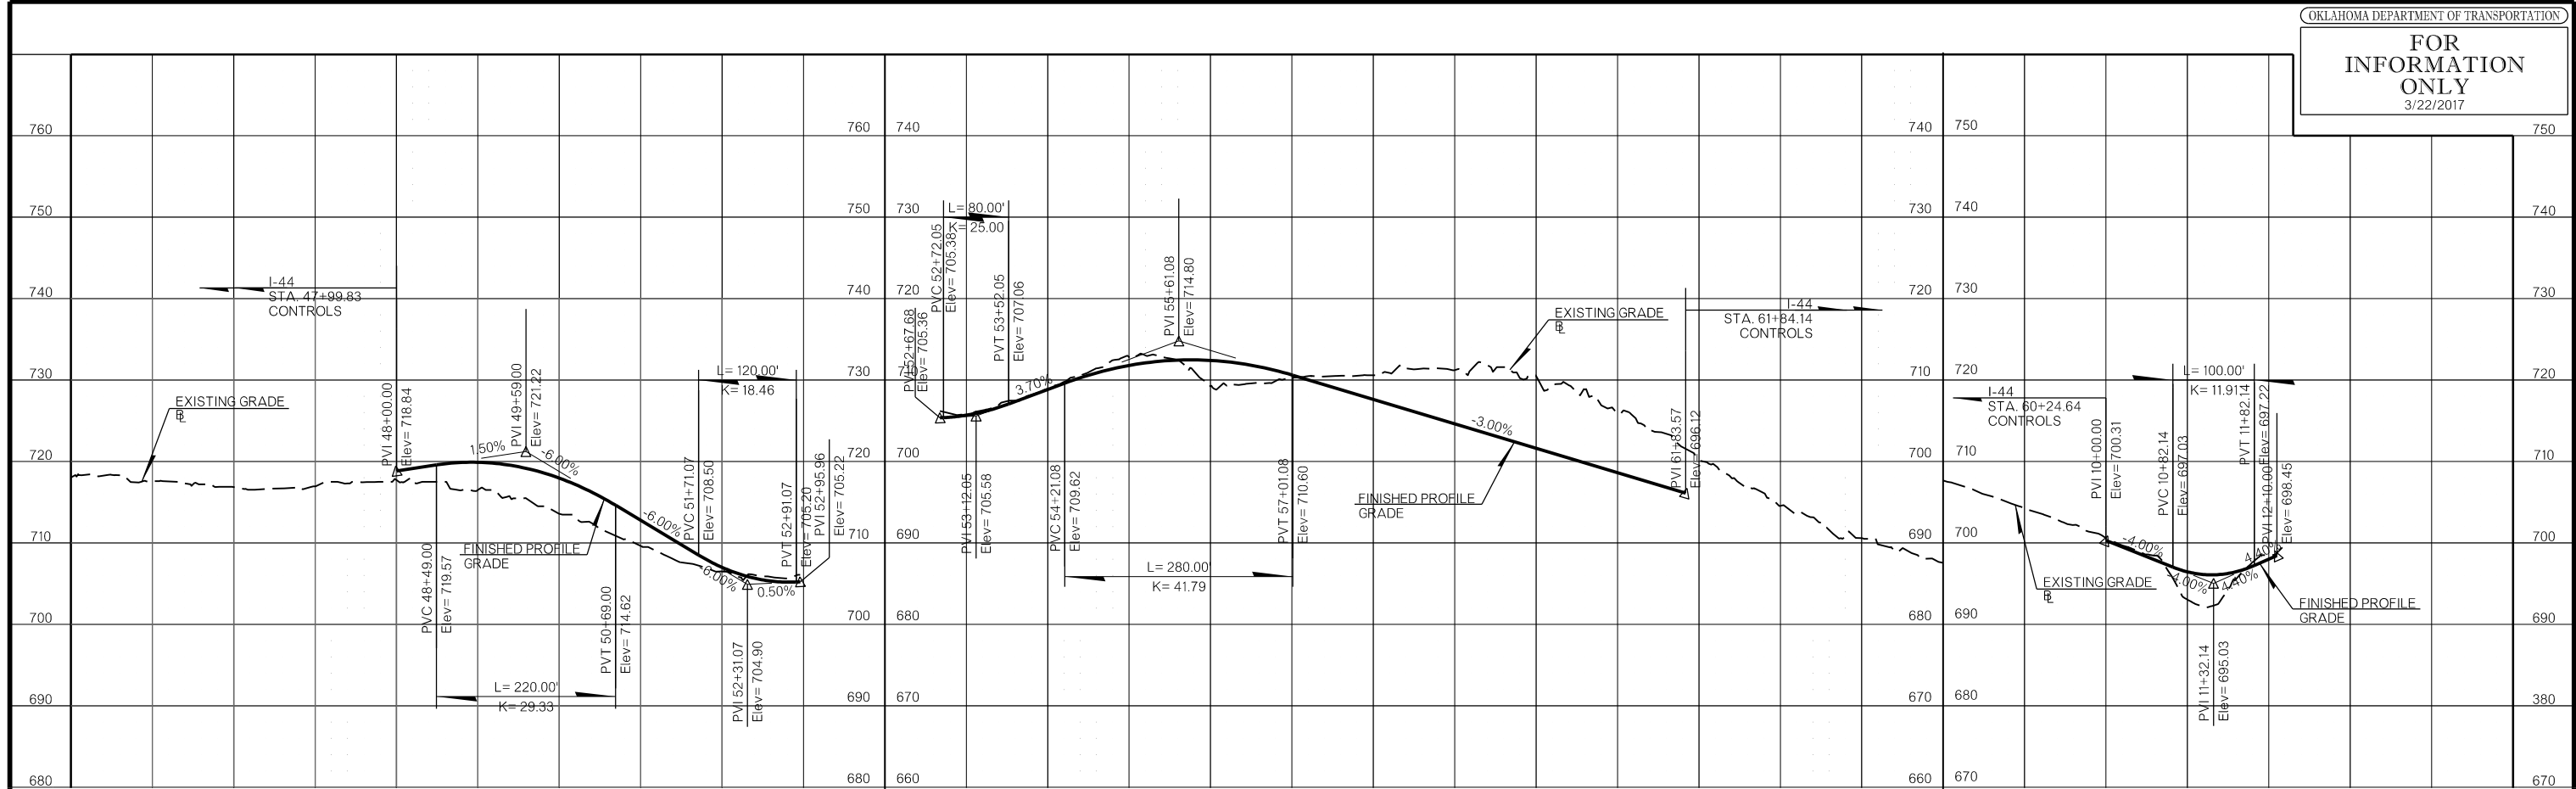 OKLAHOMA DEPARTMENT OF TRANSPORTATION
FOR
INFORMATION
ONLY
3/22/2017
760
750
740
730
720
710
700
690
680
I-44
STA. 47+99.83
CONTROLS
EXISTING GRADE
BL
PVI 48+00.00
Elev= 718.84
1.50%
PVI 49+59.00
Elev= 721.22
-6.00%
FINISHED PROFILE
GRADE
PVC 48+49.00
Elev= 719.57
L= 220.00'
K= 29.33
PVT 50+69.00
Elev= 714.62
-6.00%
PVC 51+71.07
Elev= 708.50
L= 120.00'
K= 18.46
-6.00%
0.50%
PVI 52+31.07
Elev= 704.90
PVT 52+91.07
Elev= 705.20
PVI 52+95.96
Elev= 705.22
760
750
740
730
720
710
700
690
680
740
730
720
710
700
690
680
670
660
PVI 52+67.68
Elev= 705.36
PVC 52+72.05
Elev= 705.38
L= 80.00'
K= 25.00
PVT 53+52.05
Elev= 707.06
PVI 53+12.05
Elev= 705.58
3.70%
PVC 54+21.08
Elev= 709.62
L= 280.00'
K= 41.79
PVI 55+61.08
Elev= 714.80
PVT 57+01.08
Elev= 710.60
EXISTING GRADE
BL
-3.00%
FINISHED PROFILE
GRADE
I-44
STA. 61+84.14
CONTROLS
PVI 61+83.57
Elev= 696.12
740
730
720
710
700
690
680
670
660
750
740
730
720
710
700
690
680
670
I-44
STA. 60+24.64
CONTROLS
PVI 10+00.00
Elev= 700.31
-4.00%
PVC 10+82.14
Elev= 697.03
L= 100.00'
K= 11.91
PVT 11+82.14
Elev= 697.22
PVI 12+10.00
Elev= 698.45
4.40%
-4.00%
4.40%
EXISTING GRADE
BL
FINISHED PROFILE
GRADE
PVI 11+32.14
Elev= 695.03
750
740
730
720
710
700
690
380
670